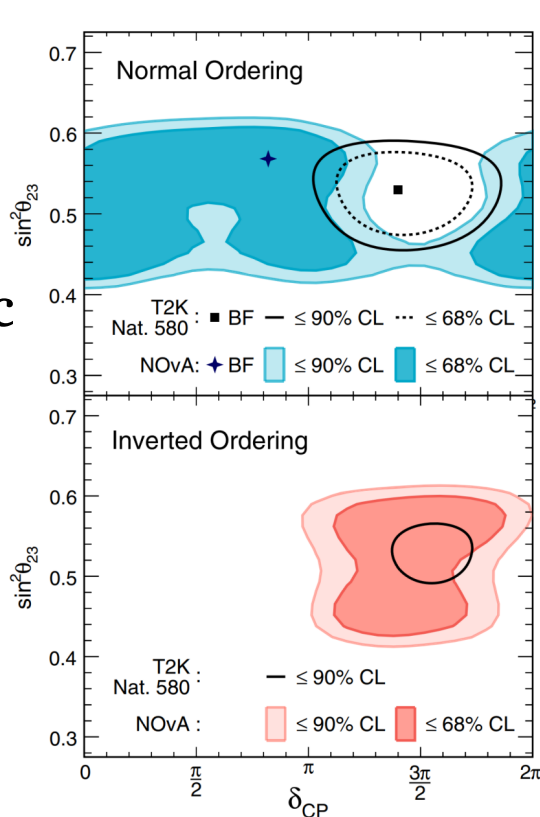 0.7
Normal Ordering
0.6
0.5
sin²θ₂₃
0.4
c
T2K
Nat. 580 : BF ≤ 90% CL ≤ 68% CL
NOvA: BF ≤ 90% CL ≤ 68% CL
0.3
0.7
Inverted Ordering
0.6
0.5
sin²θ₂₃
0.4
T2K
Nat. 580 : ≤ 90% CL
NOvA : ≤ 90% CL ≤ 68% CL
0.3
0 π/2 π 3π/2 2π
δCP